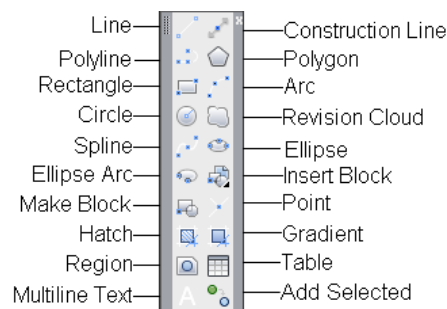 Line
Construction Line
Polyline
Polygon
Rectangle
Arc
Circle
Revision Cloud
Spline
Ellipse
Ellipse Arc
Insert Block
Make Block
Point
Hatch
Gradient
Region
Table
Multiline Text
A
Add Selected